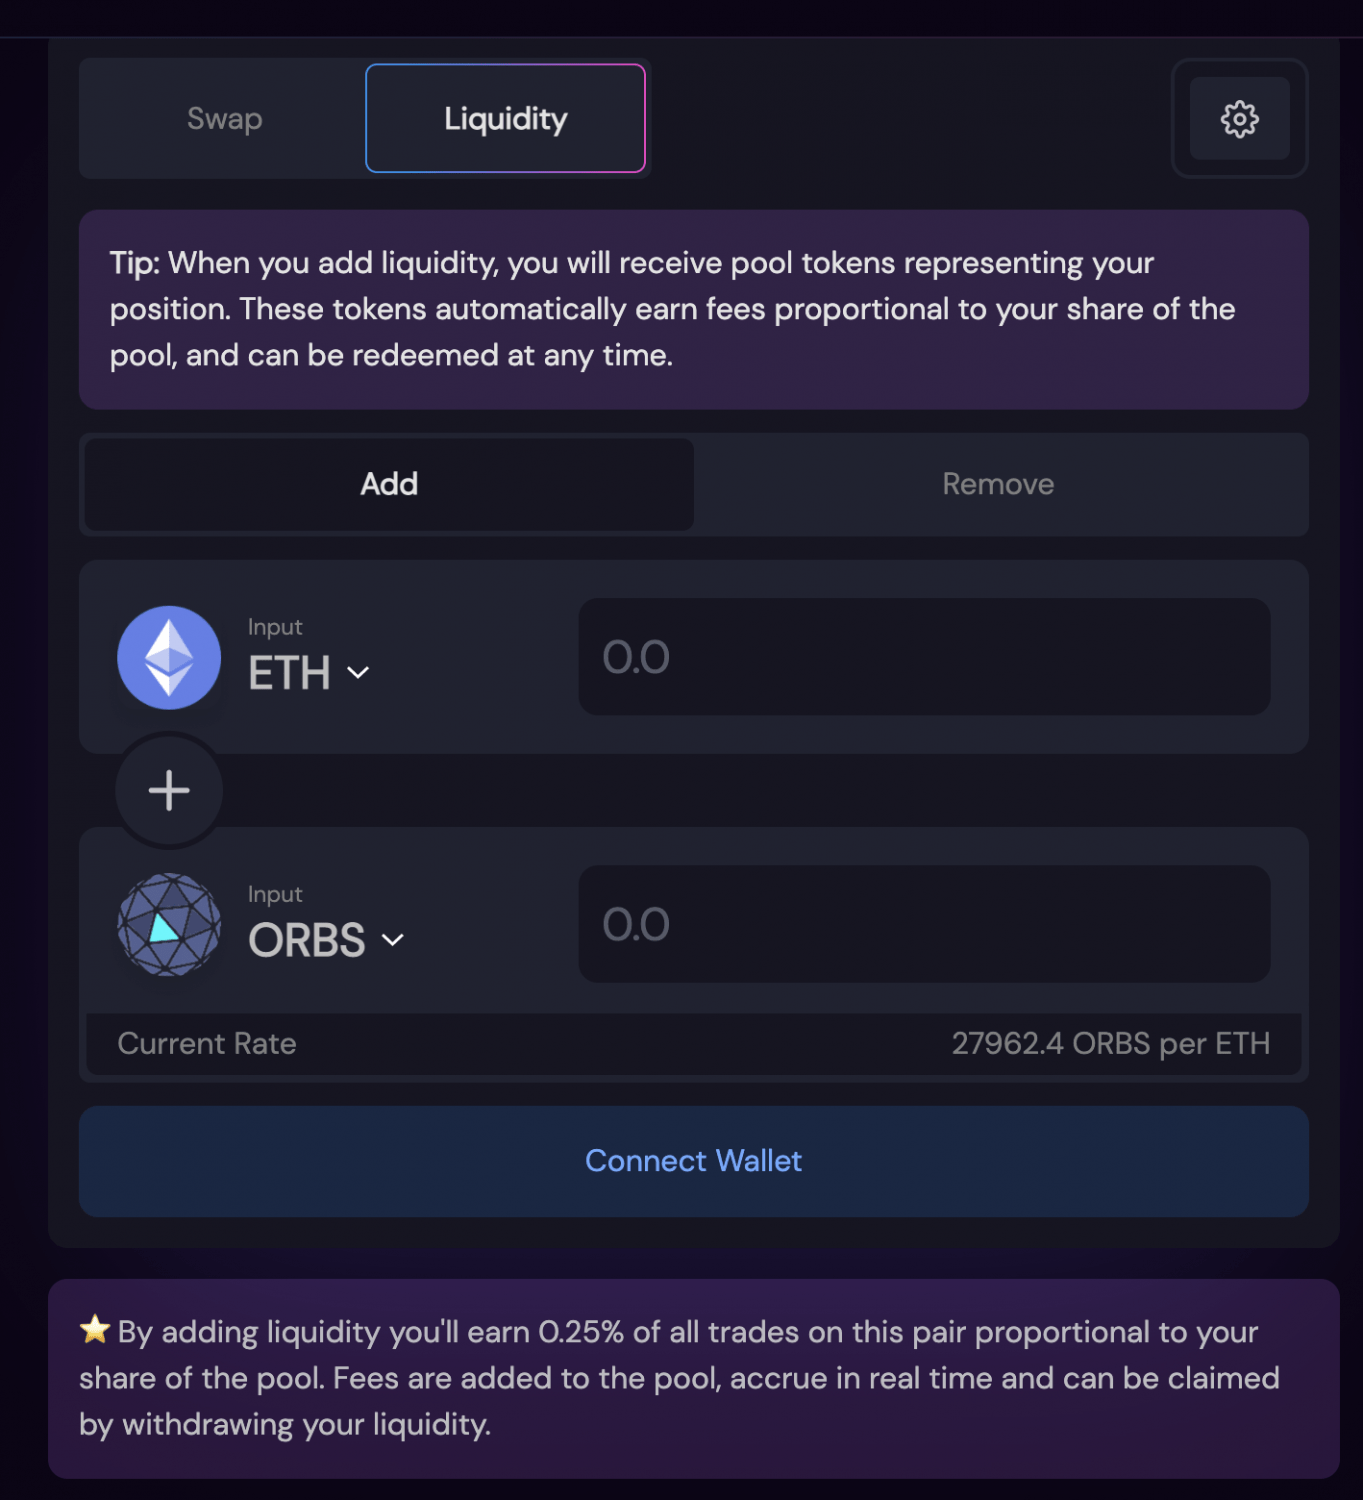 Swap
Liquidity
Tip: When you add liquidity, you will receive pool tokens representing your
position. These tokens automatically earn fees proportional to your share of the
pool, and can be redeemed at any time.
Add
Remove
Input
ETH
0.0
Input
ORBS
0.0
Current Rate
27962.4 ORBS per ETH
Connect Wallet
By adding liquidity you'll earn 0.25% of all trades on this pair proportional to your
share of the pool. Fees are added to the pool, accrue in real time and can be claimed
by withdrawing your liquidity.